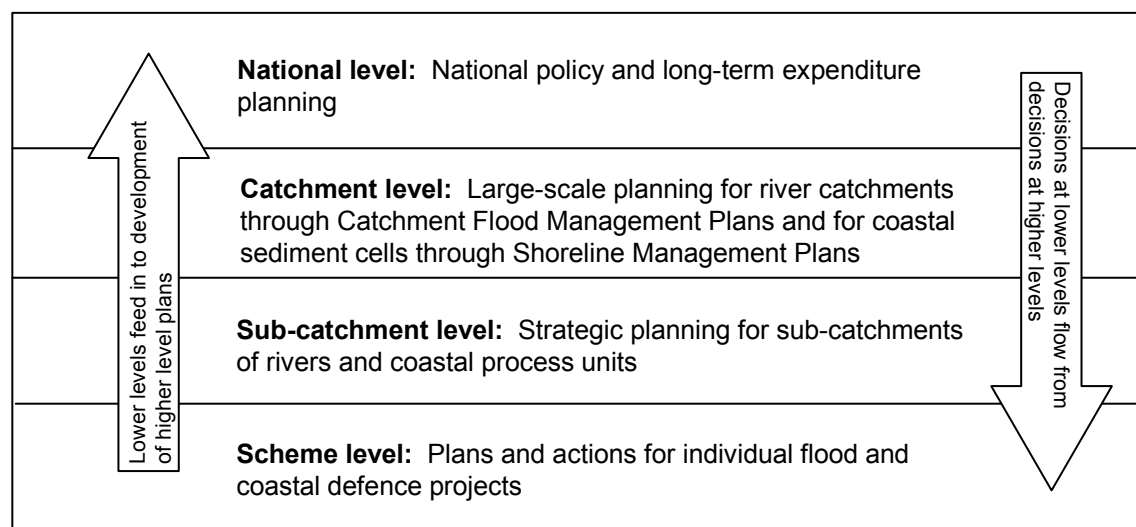 National level:  National policy and long-term expenditure
planning
Catchment level:  Large-scale planning for river catchments
through Catchment Flood Management Plans and for coastal
sediment cells through Shoreline Management Plans
Sub-catchment level:  Strategic planning for sub-catchments
of rivers and coastal process units
Scheme level:  Plans and actions for individual flood and
coastal defence projects
Lower levels feed in to development
of higher level plans
Decisions at lower levels flow from
decisions at higher levels